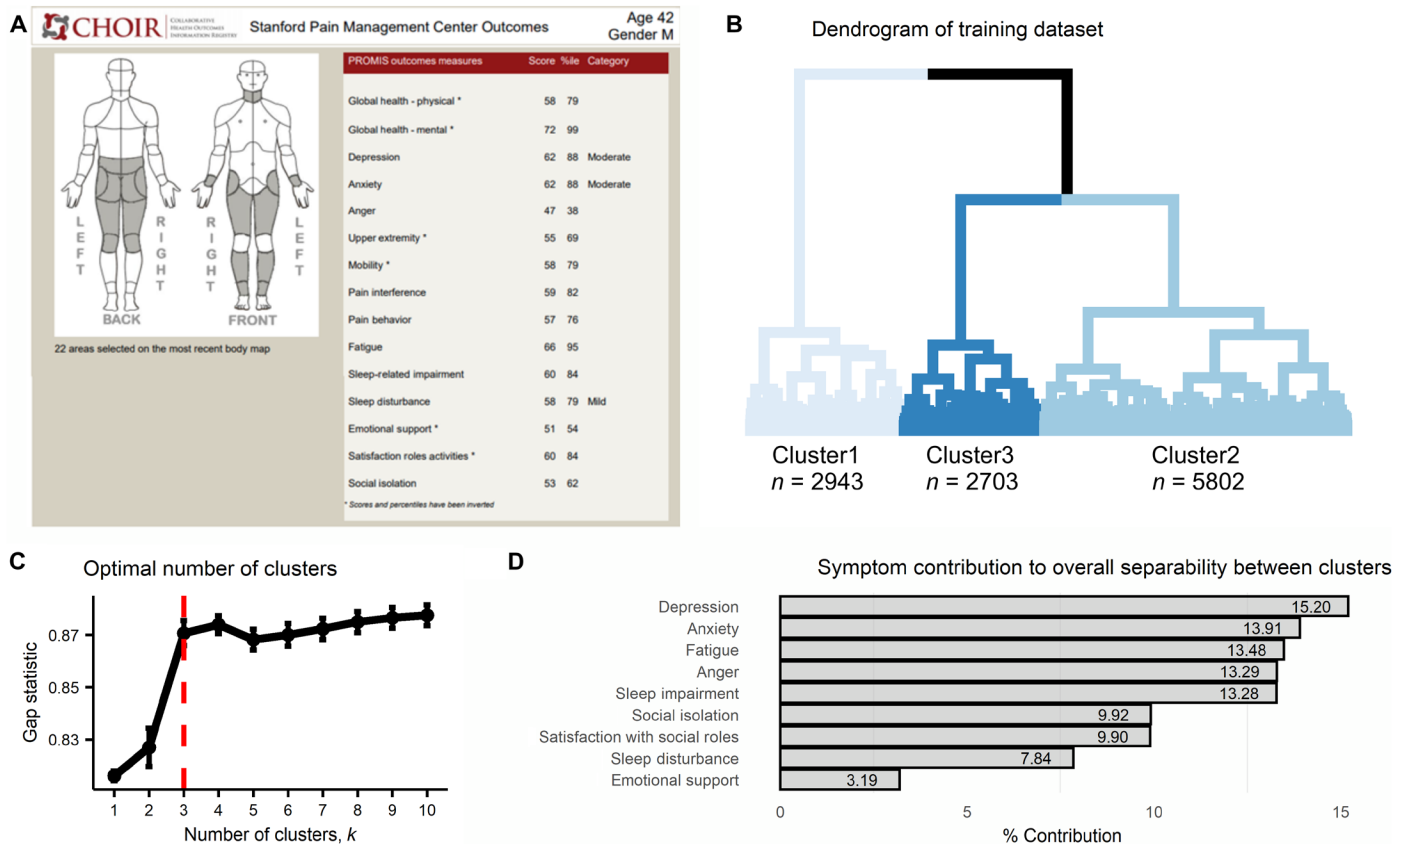 A
CHOIR
COLLABORATIVE
HEALTH OUTCOMES
INFORMATION REGISTRY
Stanford Pain Management Center Outcomes
Age 42
Gender M
LEFT
RIGHT
RIGHT
LEFT
BACK
FRONT
22 areas selected on the most recent body map
PROMIS outcomes measures Score %ile Category
Global health - physical * 58 79
Global health - mental * 72 99
Depression 62 88 Moderate
Anxiety 62 88 Moderate
Anger 47 38
Upper extremity * 55 69
Mobility * 58 79
Pain interference 59 82
Pain behavior 57 76
Fatigue 66 95
Sleep-related impairment 60 84
Sleep disturbance 58 79 Mild
Emotional support * 51 54
Satisfaction roles activities * 60 84
Social isolation 53 62
* Scores and percentiles have been inverted
B
Dendrogram of training dataset
Cluster1
n = 2943
Cluster3
n = 2703
Cluster2
n = 5802
C
Optimal number of clusters
Gap statistic
0.87
0.85
0.83
1 2 3 4 5 6 7 8 9 10
Number of clusters, k
D
Symptom contribution to overall separability between clusters
Depression 15.20
Anxiety 13.91
Fatigue 13.48
Anger 13.29
Sleep impairment 13.28
Social isolation 9.92
Satisfaction with social roles 9.90
Sleep disturbance 7.84
Emotional support 3.19
0 5 10 15
% Contribution